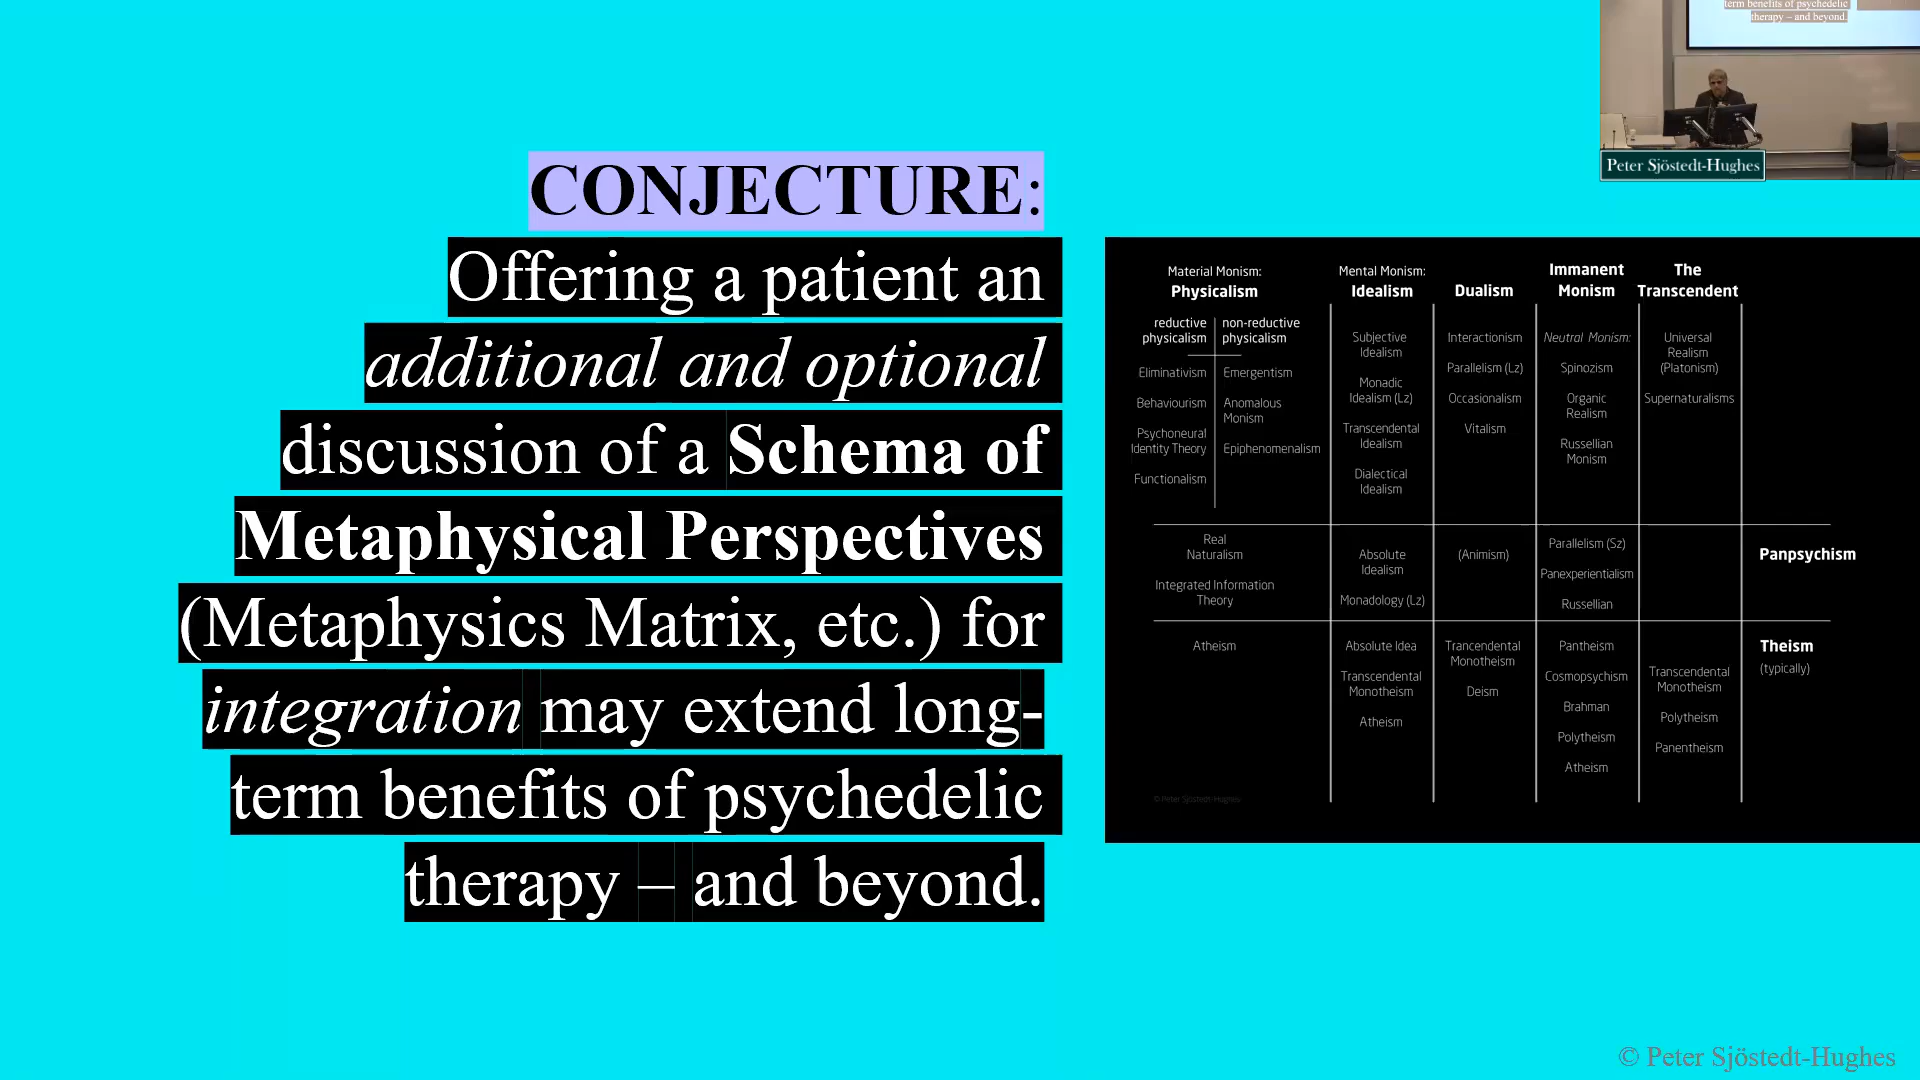 term benefits of psychedelic
therapy – and beyond.
Peter Sjöstedt-Hughes
CONJECTURE:
Offering a patient an
additional and optional
discussion of a Schema of
Metaphysical Perspectives
(Metaphysics Matrix, etc.) for
integration may extend long-
term benefits of psychedelic
therapy – and beyond.
Material Monism:
Physicalism
reductive
physicalism
Eliminativism
Behaviourism
Psychoneural
Identity Theory
Functionalism
non-reductive
physicalism
Emergentism
Anomalous
Monism
Epiphenomenalism
Mental Monism:
Idealism
Subjective
Idealism
Monadic
Idealism (Lz)
Transcendental
Idealism
Dialectical
Idealism
Dualism
Interactionism
Parallelism (Lz)
Occasionalism
Vitalism
Immanent
Monism
Neutral Monism:
Spinozism
Organic
Realism
Russellian
Monism
The
Transcendent
Universal
Realism
(Platonism)
Supernaturalisms
Real
Naturalism
Integrated Information
Theory
Absolute
Idealism
Monadology (Lz)
(Animism)
Parallelism (Sz)
Panexperientialism
Russellian
Panpsychism
Atheism
Absolute Idea
Transcendental
Monotheism
Atheism
Trancendental
Monotheism
Deism
Pantheism
Cosmopsychism
Brahman
Polytheism
Atheism
Transcendental
Monotheism
Polytheism
Panentheism
Theism
(typically)
© Peter Sjöstedt-Hughes
© Peter Sjöstedt-Hughes